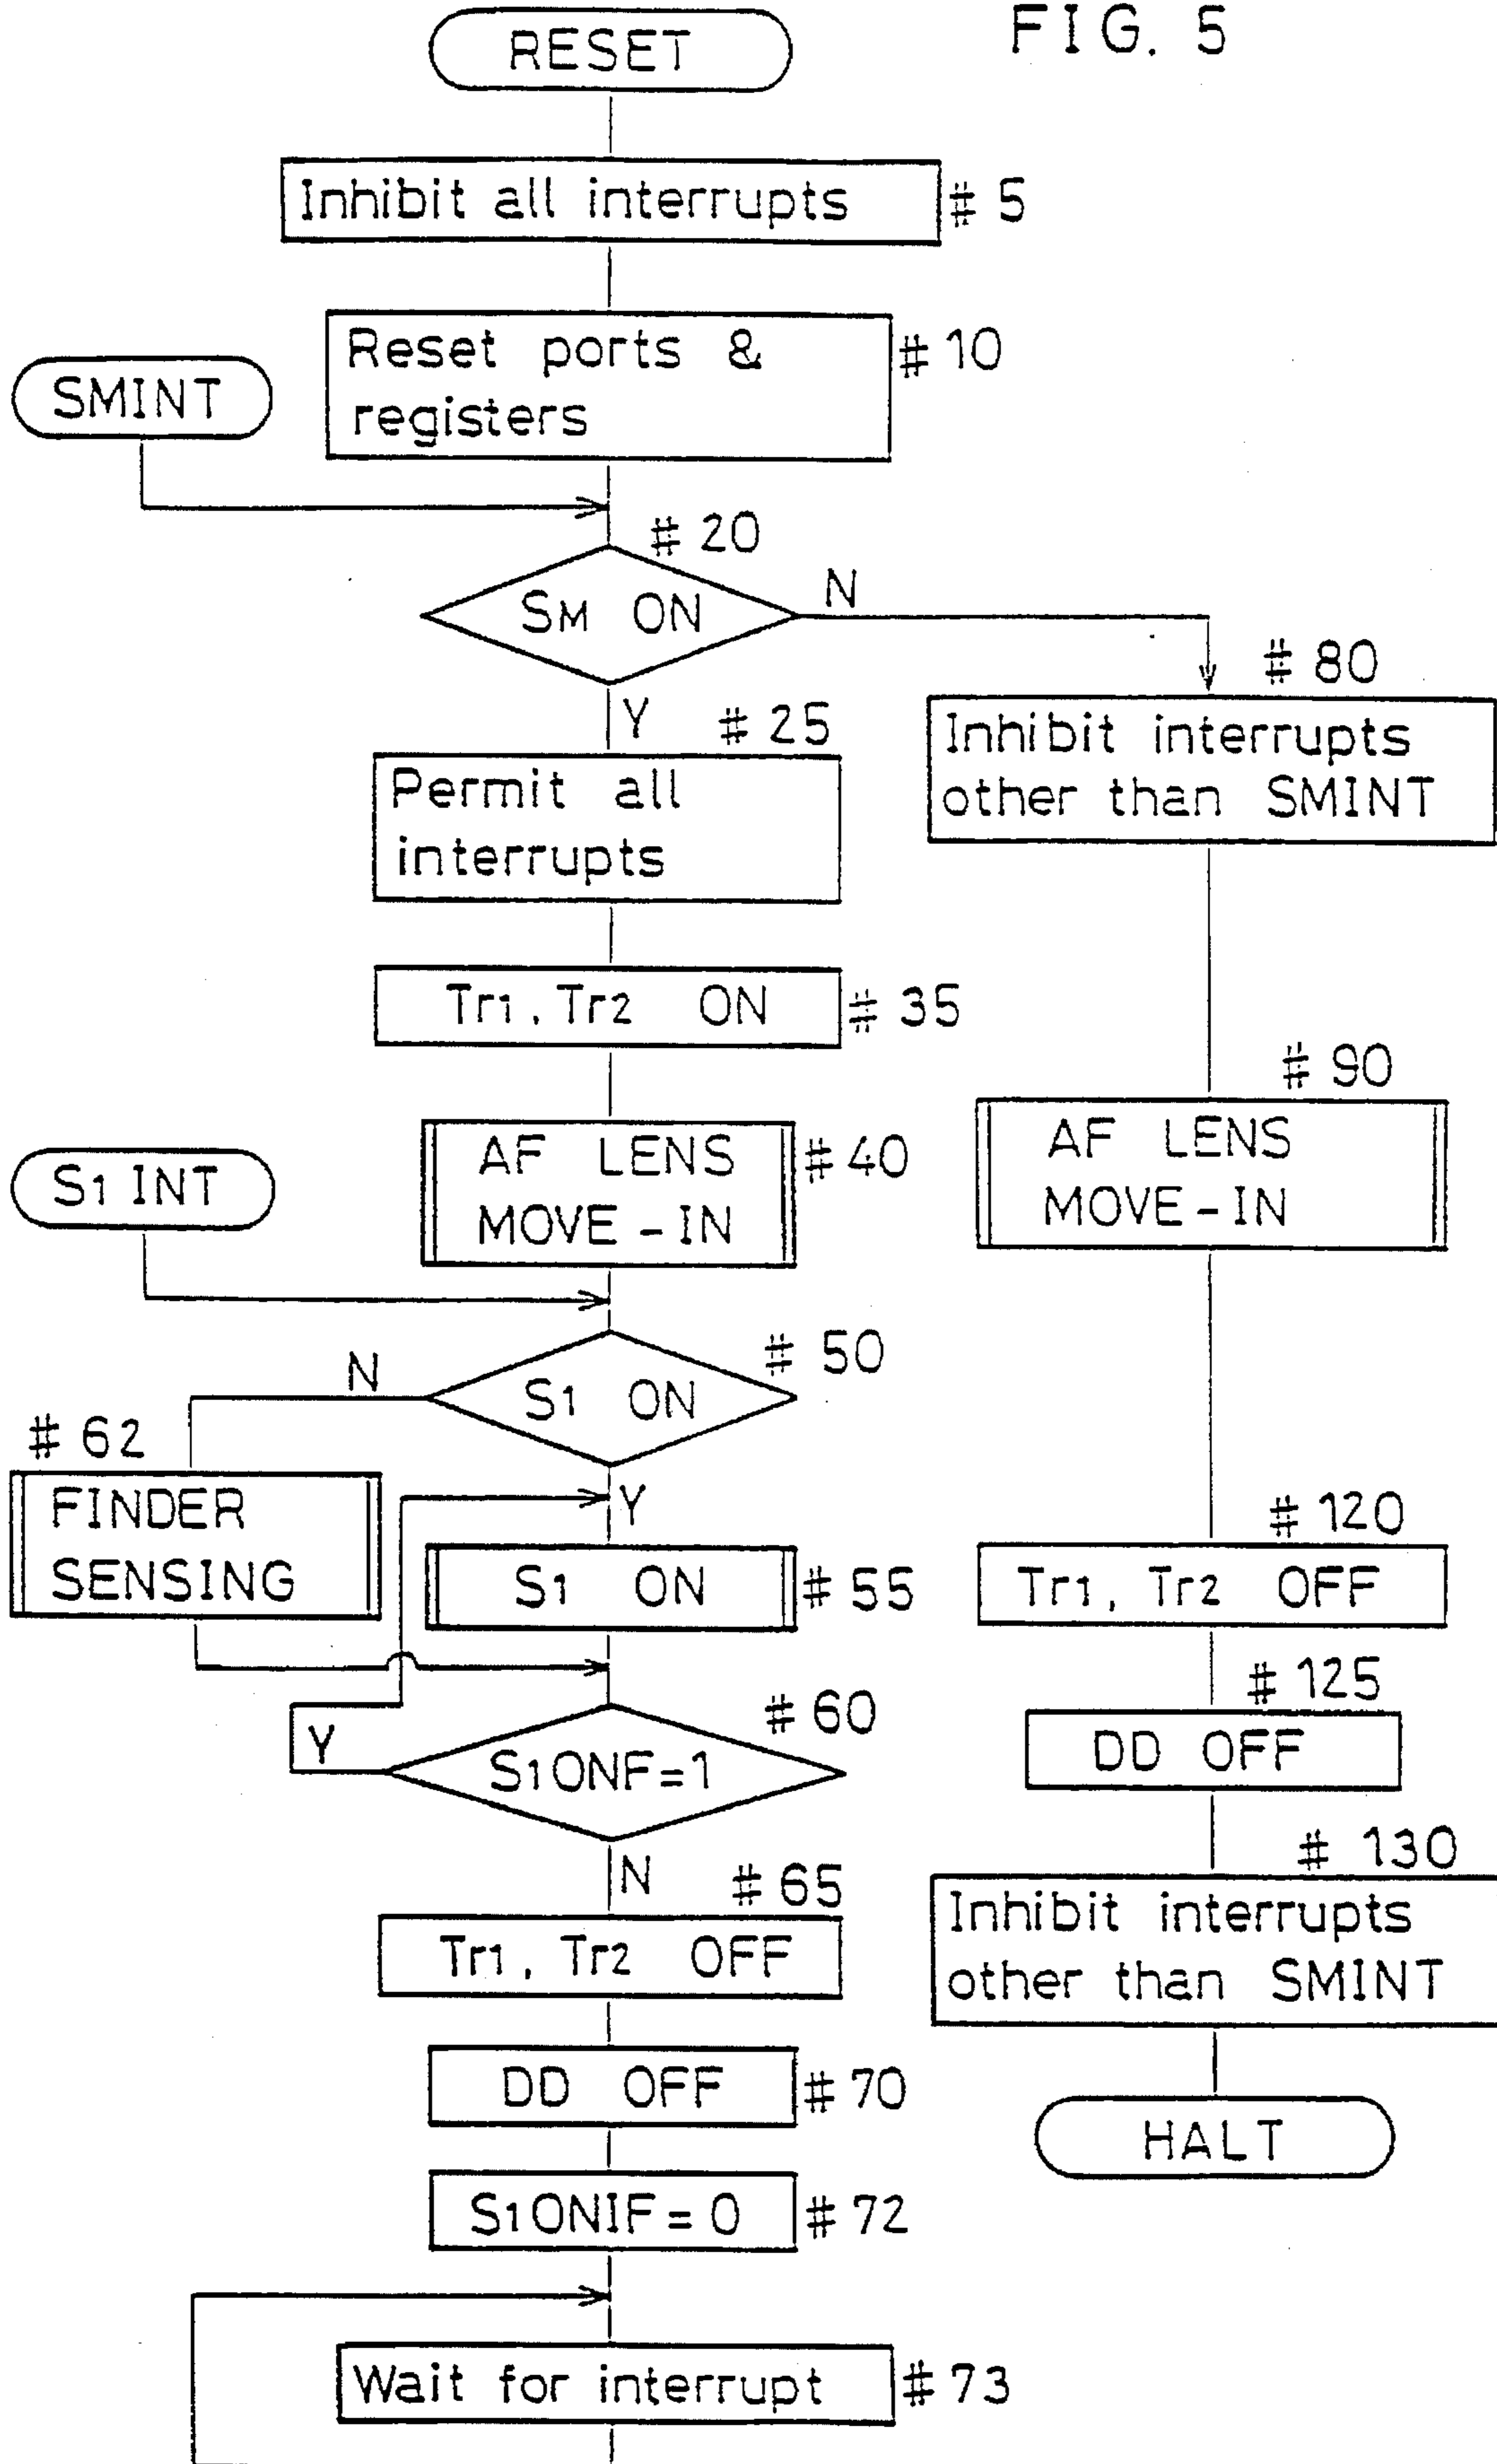 FIG. 5
RESET
Inhibit all interrupts
# 5
Reset ports &
registers
# 10
SMINT
# 20
SM ON
N
Y
# 25
Permit all
interrupts
# 80
Inhibit interrupts
other than SMINT
Tr1, Tr2 ON
# 35
AF LENS
MOVE-IN
# 40
# 90
AF LENS
MOVE-IN
S1 INT
# 50
S1 ON
N
Y
# 62
FINDER
SENSING
S1 ON
# 55
# 60
S1ONF=1
Y
N
# 65
Tr1, Tr2 OFF
DD OFF
# 70
S1ONIF=0
# 72
Wait for interrupt
# 73
# 120
Tr1, Tr2 OFF
# 125
DD OFF
# 130
Inhibit interrupts
other than SMINT
HALT